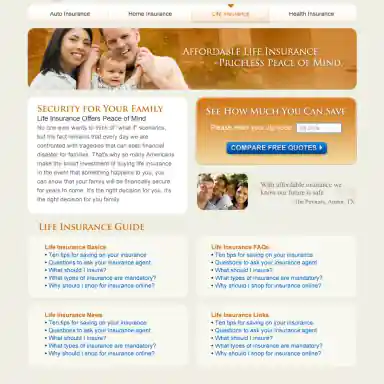 Auto Insurance
Home Insurance
Life Insurance
Health Insurance
Affordable Life Insurance
- Priceless Peace of Mind.
Security for Your Family
Life Insurance Offers Peace of Mind
No one ever wants to think of "what if" scenarios,
but the fact remains that every day we are
confronted with tragedies that can spell financial
disaster for families. That's why so many Americans
make the smart investment of buying life insurance.
In the event that something happens to you, you
can know that your family will be financially secure
for years to come. It's the right decision for you, it's
the right decision for you family.
See How Much You Can Save
Please enter your zip code:
COMPARE FREE QUOTES
With affordable insurance we
know our future is safe.
Austin, TX
Life Insurance Guide
Life Insurance Basics
• Ten tips for saving on your insurance
• Questions to ask your insurance agent
• What should I insure?
• What types of insurance are mandatory?
• Why should I shop for insurance online?
Life Insurance FAQs
• Ten tips for saving on your insurance
• Questions to ask your insurance agent
• What should I insure?
• What types of insurance are mandatory?
• Why should I shop for insurance online?
Life Insurance News
• Ten tips for saving on your insurance
• Questions to ask your insurance agent
• What should I insure?
• What types of insurance are mandatory?
• Why should I shop for insurance online?
Life Insurance Links
• Ten tips for saving on your insurance
• Questions to ask your insurance agent
• What should I insure?
• What types of insurance are mandatory?
• Why should I shop for insurance online?